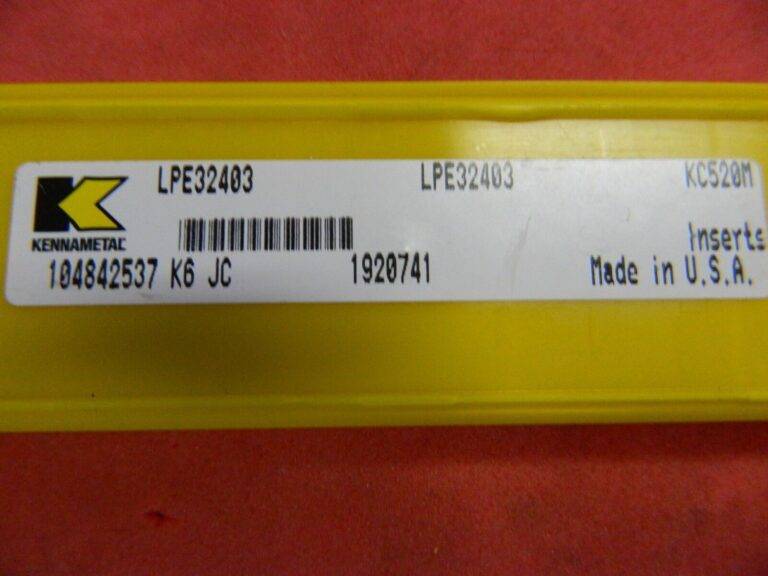 LPE32403 LPE32403 KC520M
KENNAMETAL Inserts
104842537 K6 JC 1920741 Made in U.S.A.